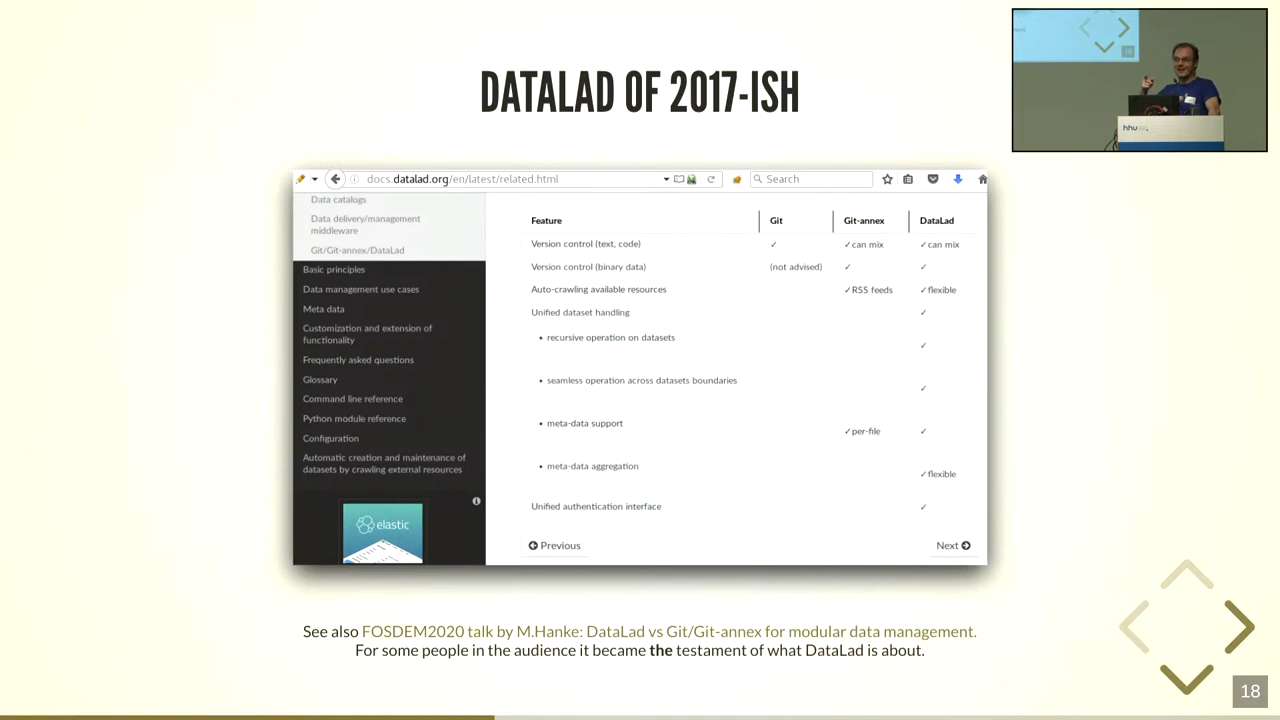 DATALAD OF 2017-ISH
docs.datalad.org/en/latest/related.html
Search
Data catalogs
Data delivery/management
middleware
Git/Git-annex/DataLad
Basic principles
Data management use cases
Meta data
Customization and extension of
functionality
Frequently asked questions
Glossary
Command line reference
Python module reference
Configuration
Automatic creation and maintenance of
datasets by crawling external resources
elastic
Feature Git Git-annex DataLad
Version control (text, code) ✓ ✓can mix ✓can mix
Version control (binary data) (not advised) ✓ ✓
Auto-crawling available resources ✓RSS feeds ✓flexible
Unified dataset handling ✓
• recursive operation on datasets ✓
• seamless operation across datasets boundaries ✓
• meta-data support ✓per-file ✓
• meta-data aggregation ✓flexible
Unified authentication interface ✓
Previous Next
See also FOSDEM2020 talk by M.Hanke: DataLad vs Git/Git-annex for modular data management.
For some people in the audience it became the testament of what DataLad is about.
18
18
hhu